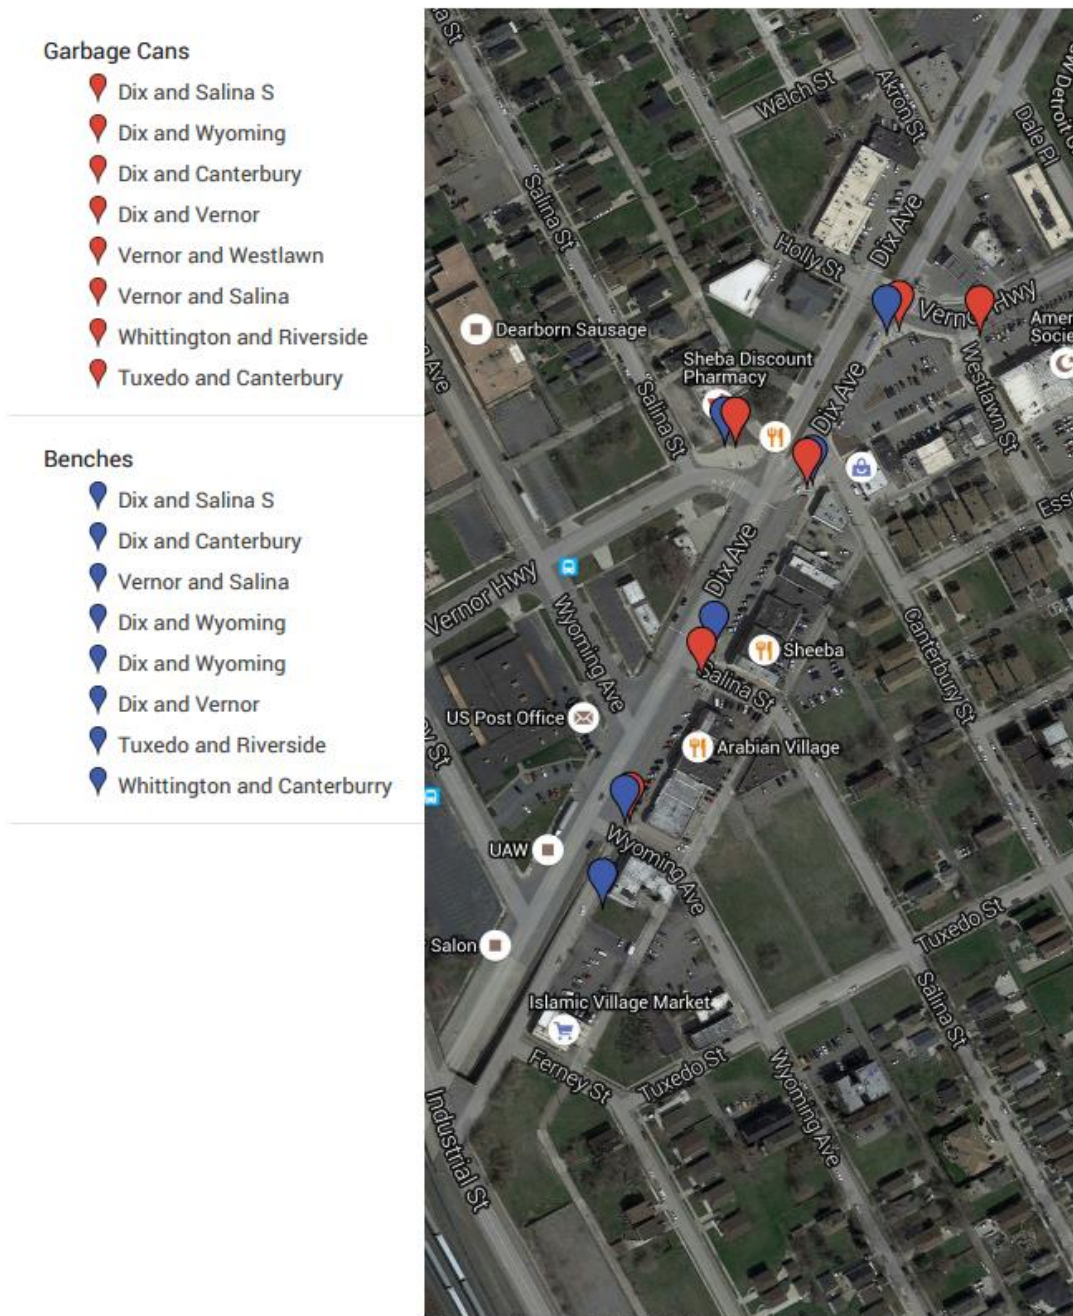 Garbage Cans
Dix and Salina S
Dix and Wyoming
Dix and Canterbury
Dix and Vernor
Vernor and Westlawn
Vernor and Salina
Whittington and Riverside
Tuxedo and Canterbury
Benches
Dix and Salina S
Dix and Canterbury
Vernor and Salina
Dix and Wyoming
Dix and Wyoming
Dix and Vernor
Tuxedo and Riverside
Whittington and Canterburry
Welch St
Akron St
Dale Pl
Salina St
Holly St
Dix Ave
Vernor Hwy
Dearborn Sausage
Sheba Discount
Pharmacy
Salina St
Dix Ave
Westlawn St
Dix Ave
Vernor Hwy
Wyoming Ave
Canterbury St
Sheeba
Salina St
US Post Office
Arabian Village
UAW
Wyoming Ave
Tuxedo St
Salon
Islamic Village Market
Salina St
Ferney St
Tuxedo St
Wyoming Ave
Industrial St